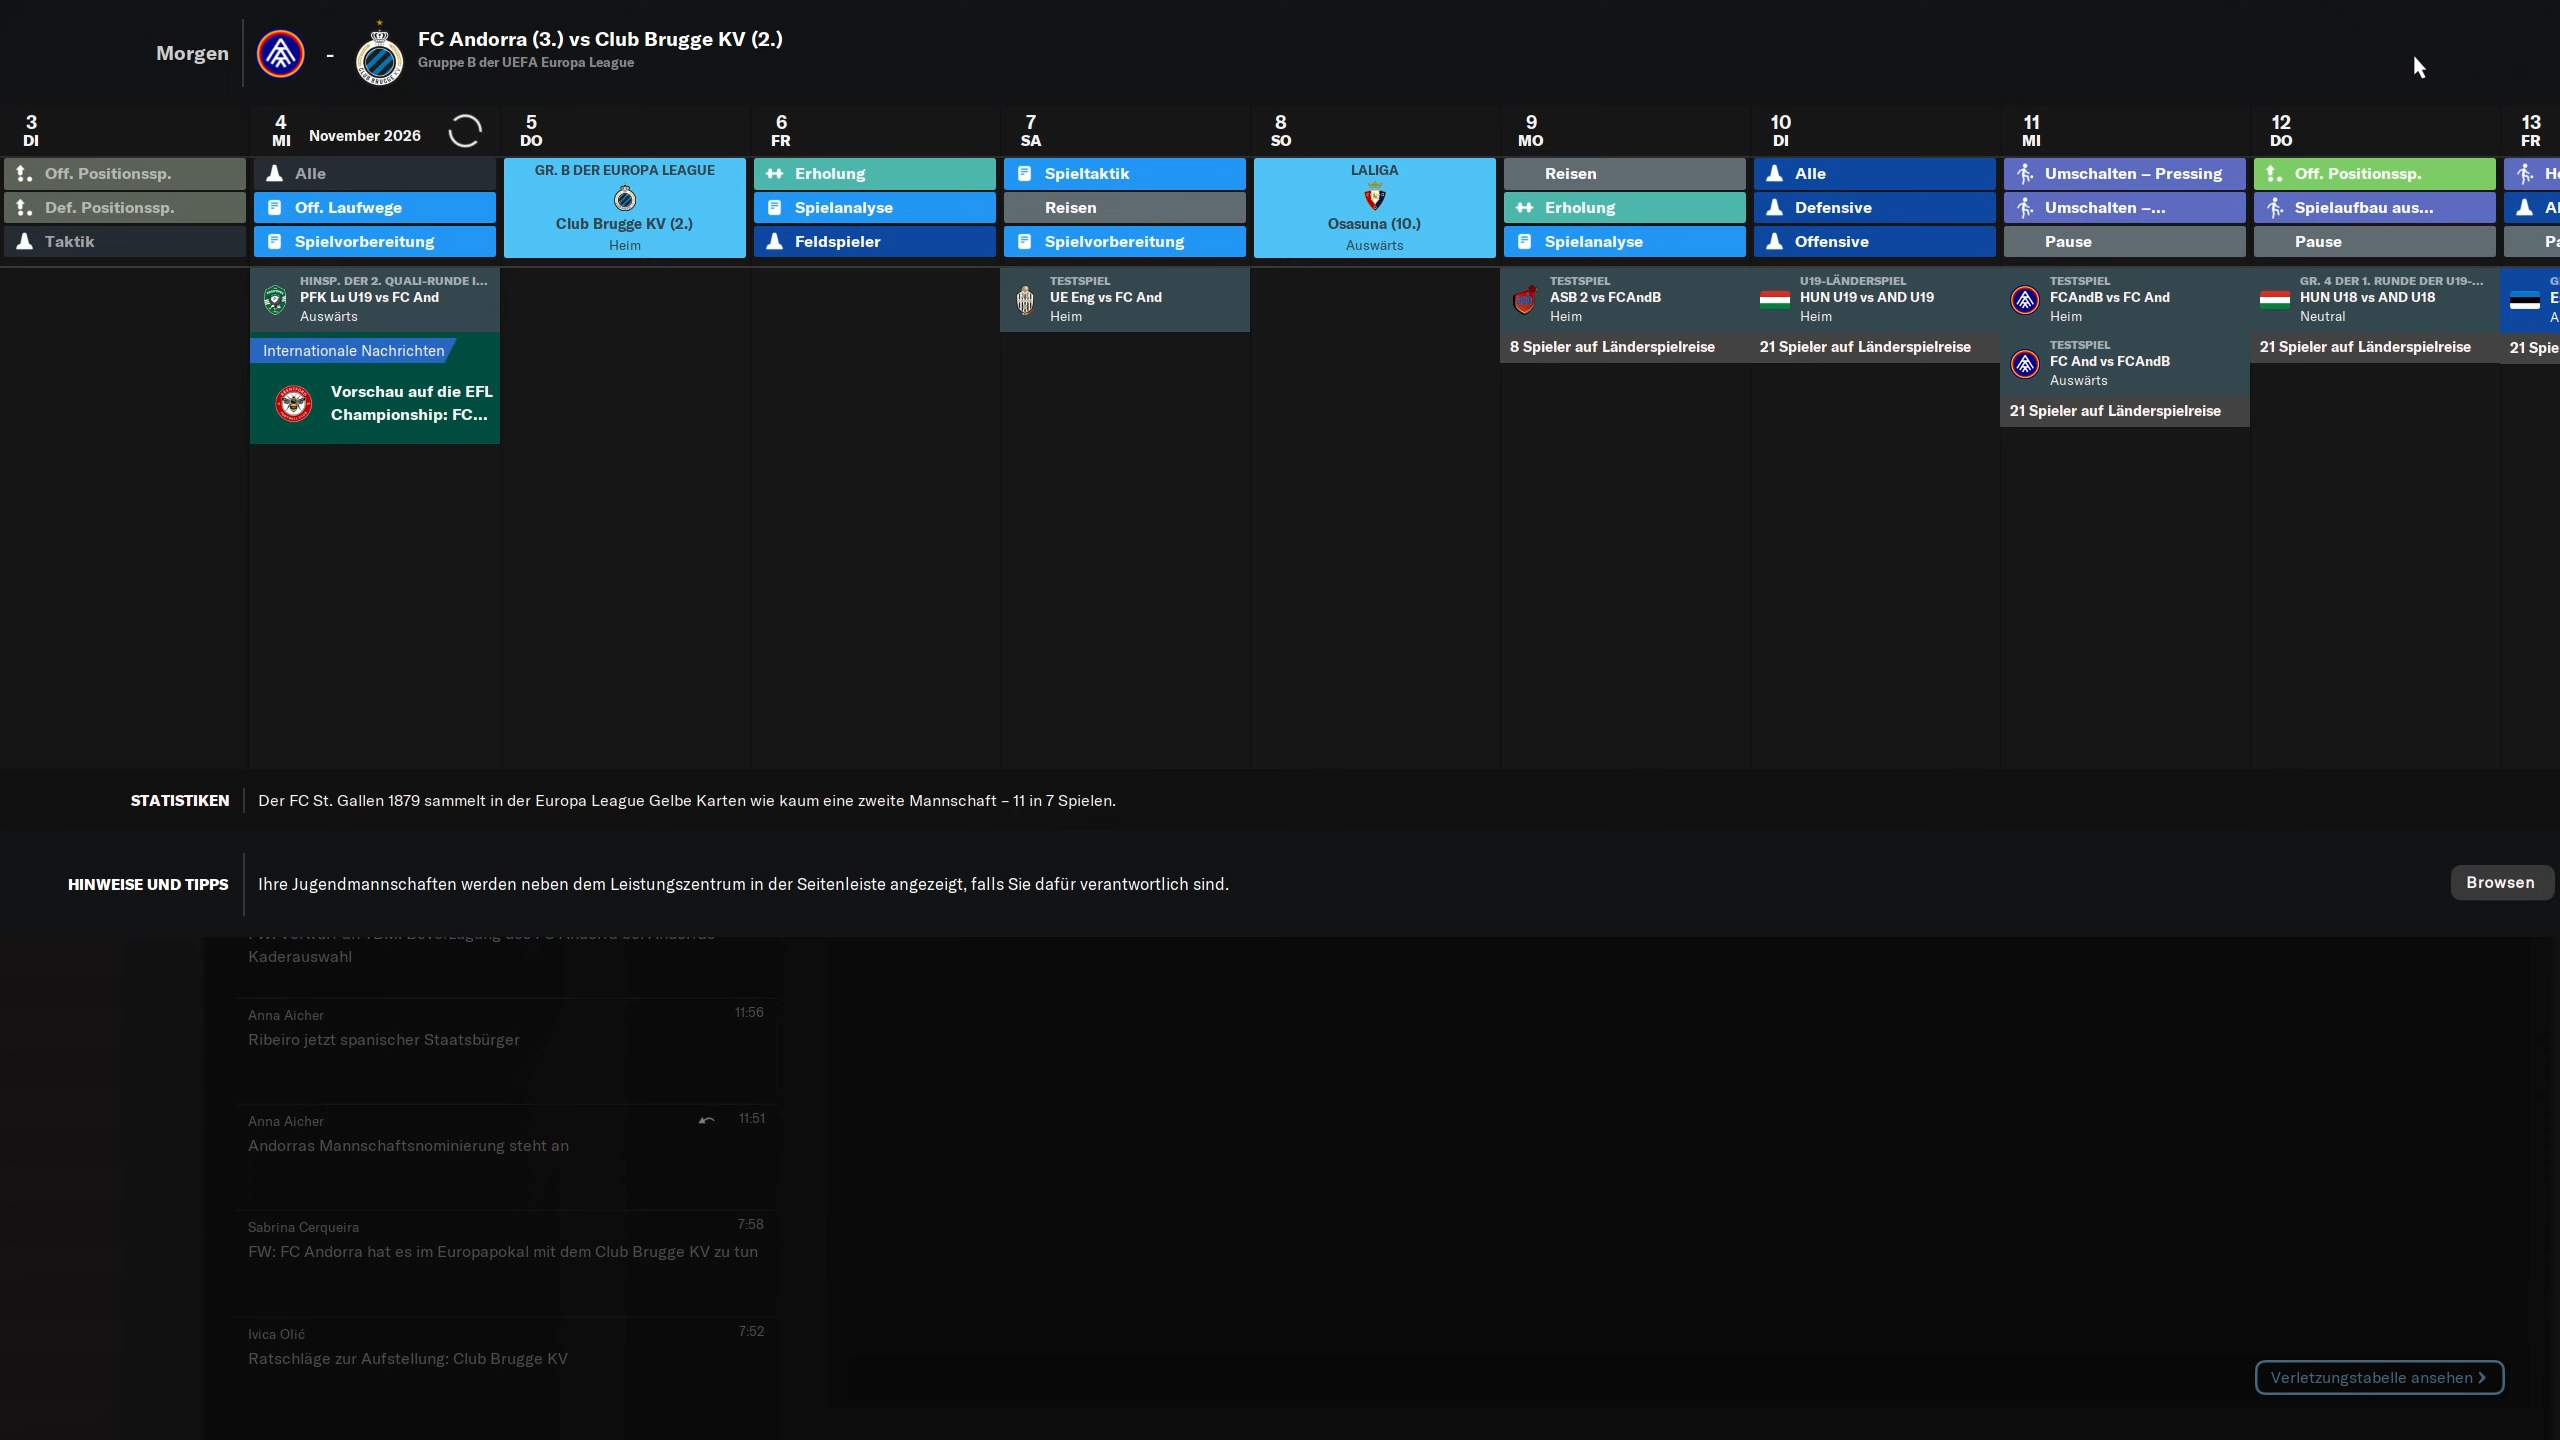 Morgen
FC Andorra (3.) vs Club Brugge KV (2.)
Gruppe B der UEFA Europa League
3
DI
4
MI
November 2026
5
DO
6
FR
7
SA
8
SO
9
MO
10
DI
11
MI
12
DO
13
FR
Off. Positionssp.
Def. Positionssp.
Taktik
Alle
Off. Laufwege
Spielvorbereitung
GR. B DER EUROPA LEAGUE
Club Brugge KV (2.)
Heim
Erholung
Spielanalyse
Feldspieler
Spieltaktik
Reisen
Spielvorbereitung
LALIGA
Osasuna (10.)
Auswärts
Reisen
Erholung
Spielanalyse
Alle
Defensive
Offensive
Umschalten – Pressing
Umschalten –...
Pause
Off. Positionssp.
Spielaufbau aus...
Pause
HINSP. DER 2. QUALI-RUNDE I...
PFK Lu U19 vs FC And
Auswärts
Internationale Nachrichten
Vorschau auf die EFL
Championship: FC...
TESTSPIEL
UE Eng vs FC And
Heim
TESTSPIEL
ASB 2 vs FCAndB
Heim
8 Spieler auf Länderspielreise
U19-LÄNDERSPIEL
HUN U19 vs AND U19
Heim
21 Spieler auf Länderspielreise
TESTSPIEL
FCAndB vs FC And
Heim
TESTSPIEL
FC And vs FCAndB
Auswärts
21 Spieler auf Länderspielreise
GR. 4 DER 1. RUNDE DER U19-...
HUN U18 vs AND U18
Neutral
21 Spieler auf Länderspielreise
21 Spie
STATISTIKEN
Der FC St. Gallen 1879 sammelt in der Europa League Gelbe Karten wie kaum eine zweite Mannschaft – 11 in 7 Spielen.
HINWEISE UND TIPPS
Ihre Jugendmannschaften werden neben dem Leistungszentrum in der Seitenleiste angezeigt, falls Sie dafür verantwortlich sind.
Browsen
Kaderauswahl
Anna Aicher
11:56
Ribeiro jetzt spanischer Staatsbürger
Anna Aicher
11:51
Andorras Mannschaftsnominierung steht an
Sabrina Cerqueira
7:58
FW: FC Andorra hat es im Europapokal mit dem Club Brugge KV zu tun
Ivica Olić
7:52
Ratschläge zur Aufstellung: Club Brugge KV
Verletzungstabelle ansehen